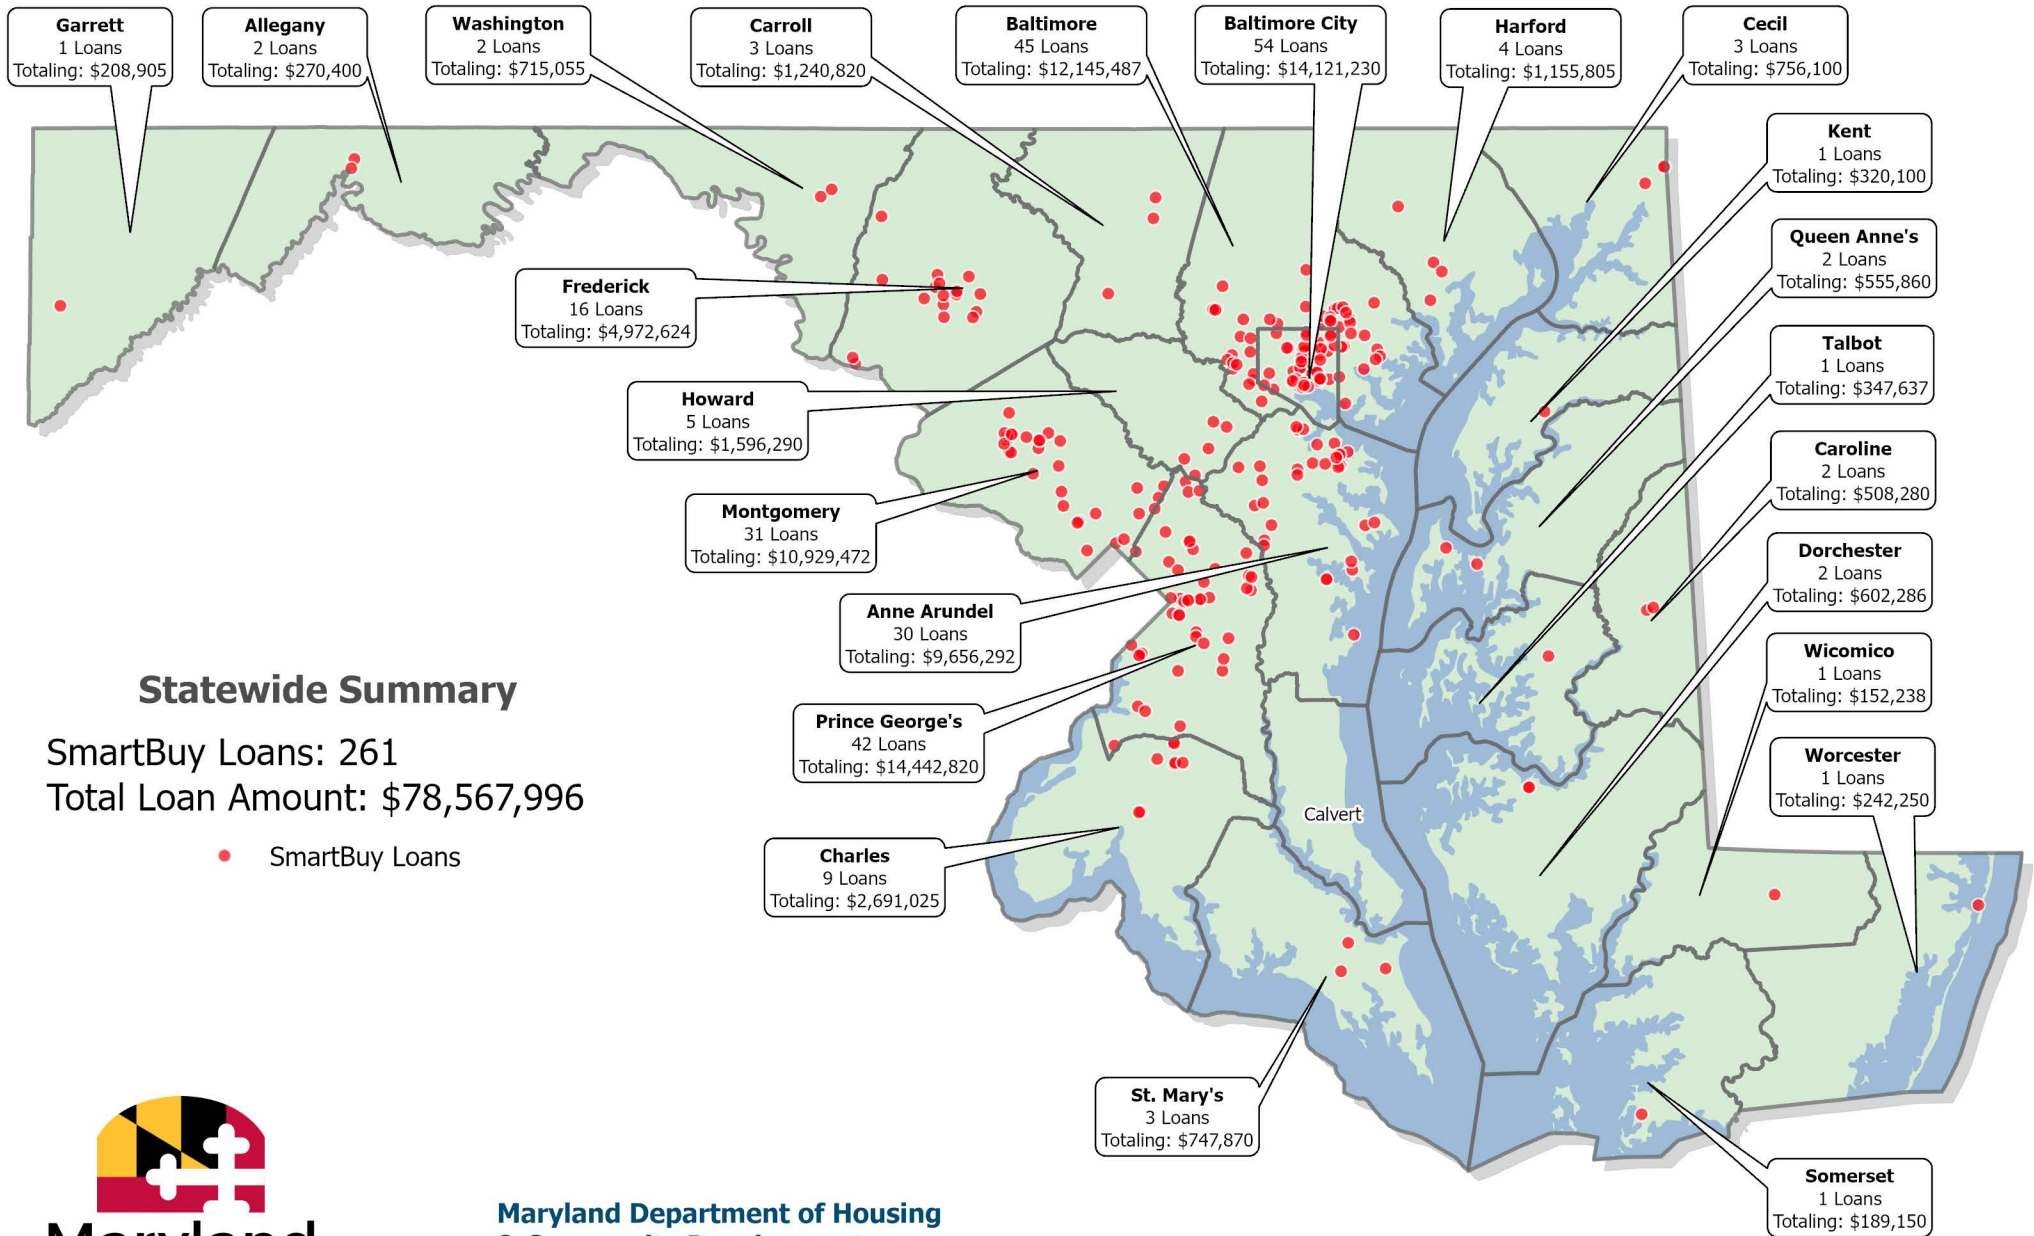 Garrett
1 Loans
Totaling: $208,905
Allegany
2 Loans
Totaling: $270,400
Washington
2 Loans
Totaling: $715,055
Carroll
3 Loans
Totaling: $1,240,820
Baltimore
45 Loans
Totaling: $12,145,487
Baltimore City
54 Loans
Totaling: $14,121,230
Harford
4 Loans
Totaling: $1,155,805
Cecil
3 Loans
Totaling: $756,100
Kent
1 Loans
Totaling: $320,100
Queen Anne's
2 Loans
Totaling: $555,860
Frederick
16 Loans
Totaling: $4,972,624
Talbot
1 Loans
Totaling: $347,637
Howard
5 Loans
Totaling: $1,596,290
Caroline
2 Loans
Totaling: $508,280
Montgomery
31 Loans
Totaling: $10,929,472
Dorchester
2 Loans
Totaling: $602,286
Anne Arundel
30 Loans
Totaling: $9,656,292
Wicomico
1 Loans
Totaling: $152,238
Statewide Summary
SmartBuy Loans: 261
Total Loan Amount: $78,567,996
SmartBuy Loans
Prince George's
42 Loans
Totaling: $14,442,820
Worcester
1 Loans
Totaling: $242,250
Calvert
Charles
9 Loans
Totaling: $2,691,025
St. Mary's
3 Loans
Totaling: $747,870
Somerset
1 Loans
Totaling: $189,150
Maryland
Maryland Department of Housing
& Community Development